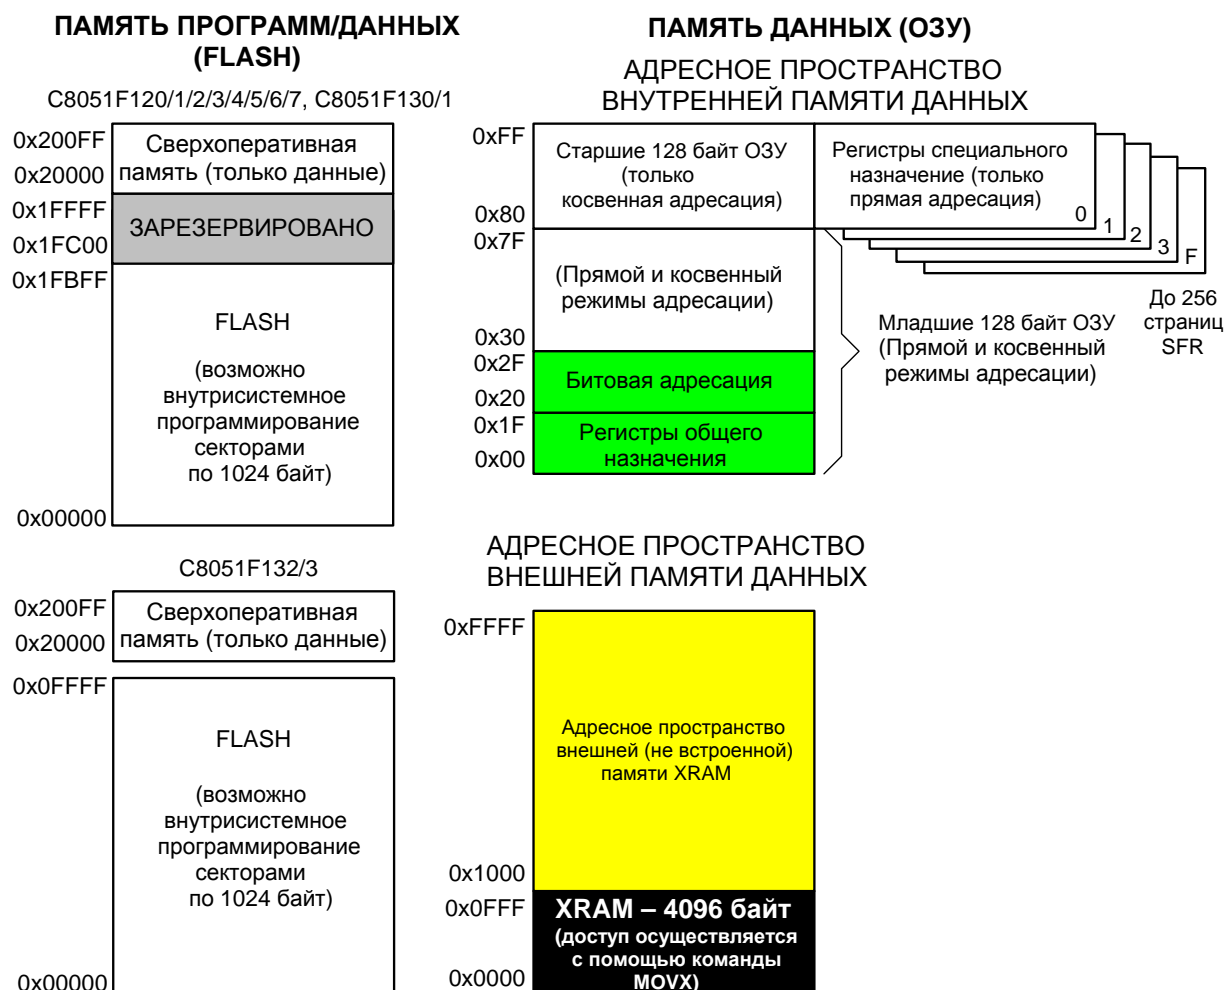 ПАМЯТЬ ПРОГРАММ/ДАННЫХ
(FLASH)
C8051F120/1/2/3/4/5/6/7, C8051F130/1
0x200FF
0x20000
0x1FFFF
0x1FC00
0x1FBFF
0x00000
Сверхоперативная
память (только данные)
ЗАРЕЗЕРВИРОВАНО
FLASH
(возможно
внутрисистемное
программирование
секторами
по 1024 байт)
C8051F132/3
0x200FF
0x20000
0x0FFFF
0x00000
Сверхоперативная
память (только данные)
FLASH
(возможно
внутрисистемное
программирование
секторами
по 1024 байт)
ПАМЯТЬ ДАННЫХ (ОЗУ)
АДРЕСНОЕ ПРОСТРАНСТВО
ВНУТРЕННЕЙ ПАМЯТИ ДАННЫХ
0xFF
0x80
0x7F
0x30
0x2F
0x20
0x1F
0x00
Старшие 128 байт ОЗУ
(только
косвенная адресация)
(Прямой и косвенный
режимы адресации)
Битовая адресация
Регистры общего
назначения
Регистры специального
назначение (только
прямая адресация)
0
1
2
3
F
До 256
страниц
SFR
Младшие 128 байт ОЗУ
(Прямой и косвенный
режимы адресации)
АДРЕСНОЕ ПРОСТРАНСТВО
ВНЕШНЕЙ ПАМЯТИ ДАННЫХ
0xFFFF
0x1000
0x0FFF
0x0000
Адресное пространство
внешней (не встроенной)
памяти XRAM
XRAM – 4096 байт
(доступ осуществляется
с помощью команды
MOVX)